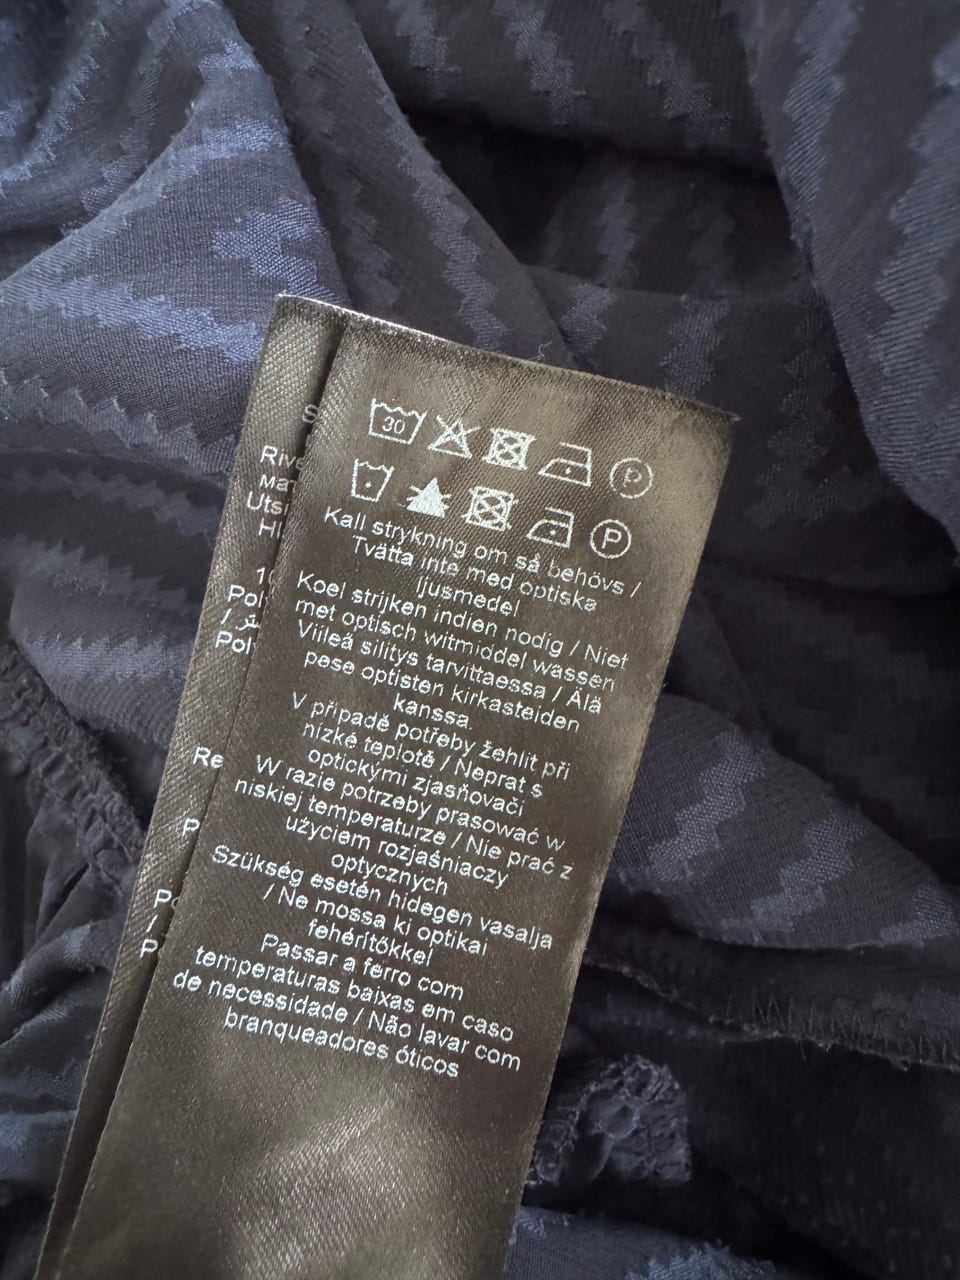 30
P
P
Kall strykning om så behövs /
Tvätta inte med optiska
ljusmedel
Koel strijken indien nodig / Niet
met optisch witmiddel wassen
Viileä silitys tarvittaessa / Älä
pese optisten kirkasteiden
kanssa
V případě potřeby žehlit při
nízké teplotě / Neprat s
optickými zjasňovači
W razie potrzeby prasować w
niskiej temperaturze / Nie prać z
użyciem rozjaśniaczy
optycznych
Szükség esetén hidegen vasalja
/ Ne mossa ki optikai
fehérítőkkel
Passar a ferro com
temperaturas baixas em caso
de necessidade / Não lavar com
branqueadores óticos